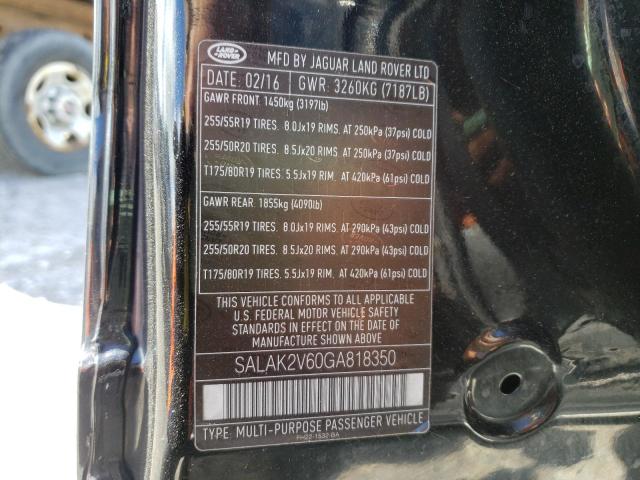 LAND ROVER
MFD BY JAGUAR LAND ROVER LTD
DATE: 02/16 GWR: 3260KG (7187LB)
GAWR FRONT: 1450kg (3197lb)
255/55R19 TIRES. 8.0Jx19 RIMS. AT 250kPa (37psi) COLD
255/50R20 TIRES. 8.5Jx20 RIMS. AT 250kPa (37psi) COLD
T175/80R19 TIRES. 5.5Jx19 RIM. AT 420kPa (61psi) COLD
GAWR REAR: 1855kg (4090lb)
255/55R19 TIRES. 8.0Jx19 RIMS. AT 290kPa (43psi) COLD
255/50R20 TIRES. 8.5Jx20 RIMS. AT 290kPa (43psi) COLD
T175/80R19 TIRES. 5.5Jx19 RIM. AT 420kPa (61psi) COLD
THIS VEHICLE CONFORMS TO ALL APPLICABLE
U.S. FEDERAL MOTOR VEHICLE SAFETY
STANDARDS IN EFFECT ON THE DATE OF
MANUFACTURE SHOWN ABOVE.
SALAK2V60GA818350
TYPE: MULTI-PURPOSE PASSENGER VEHICLE
FH22-1532-BA